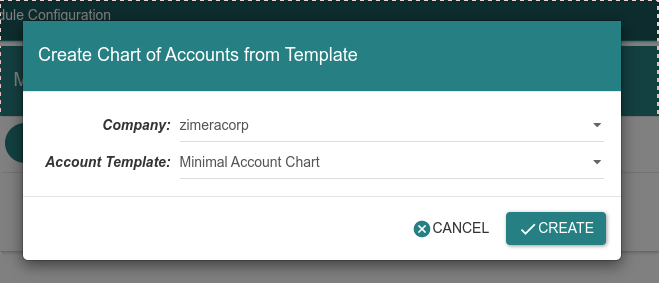 dule Configuration
M
Create Chart of Accounts from Template
Company: zimeracorp
Account Template: Minimal Account Chart
CANCEL CREATE